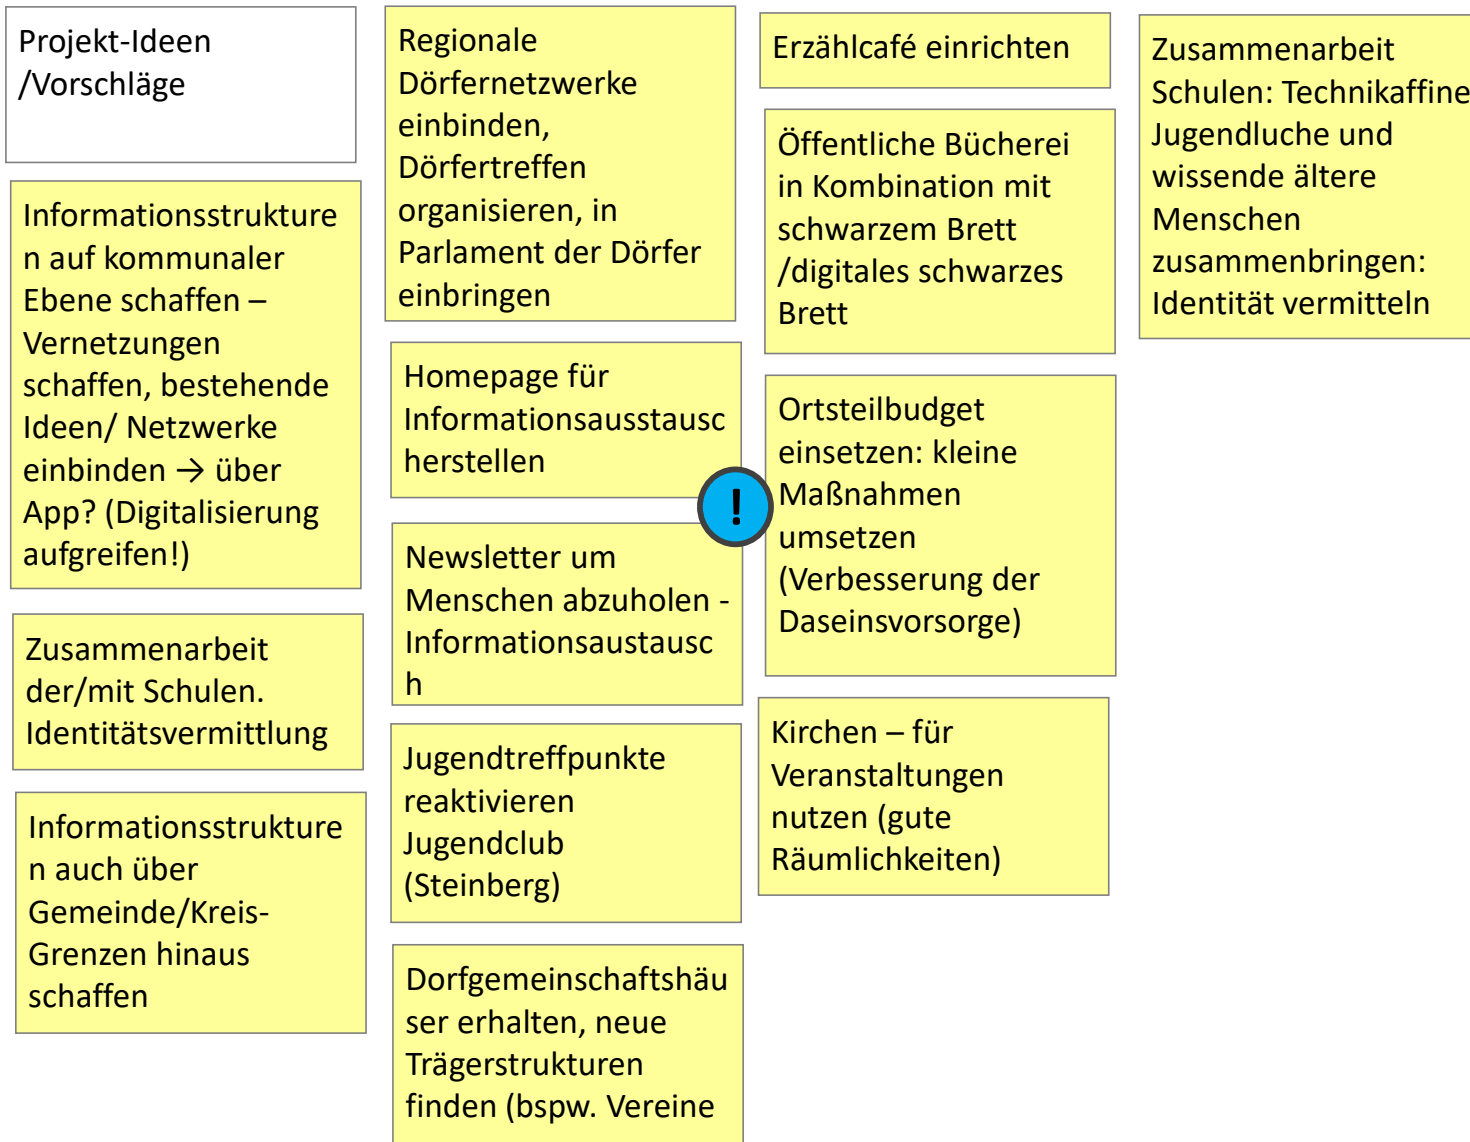 Projekt-Ideen
/Vorschläge
Informationsstrukture
n auf kommunaler
Ebene schaffen –
Vernetzungen
schaffen, bestehende
Ideen/ Netzwerke
einbinden → über
App? (Digitalisierung
aufgreifen!)
Zusammenarbeit
der/mit Schulen.
Identitätsvermittlung
Informationsstrukture
n auch über
Gemeinde/Kreis-
Grenzen hinaus
schaffen
Regionale
Dörfernetzwerke
einbinden,
Dörfertreffen
organisieren, in
Parlament der Dörfer
einbringen
Homepage für
Informationsausstausc
herstellen
Newsletter um
Menschen abzuholen -
Informationsaustausc
h
Jugendtreffpunkte
reaktivieren
Jugendclub
(Steinberg)
Dorfgemeinschaftshäu
ser erhalten, neue
Trägerstrukturen
finden (bspw. Vereine
!
Erzählcafé einrichten
Öffentliche Bücherei
in Kombination mit
schwarzem Brett
/digitales schwarzes
Brett
Ortsteilbudget
einsetzen: kleine
Maßnahmen
umsetzen
(Verbesserung der
Daseinsvorsorge)
Kirchen – für
Veranstaltungen
nutzen (gute
Räumlichkeiten)
Zusammenarbeit
Schulen: Technikaffine
Jugendluche und
wissende ältere
Menschen
zusammenbringen:
Identität vermitteln